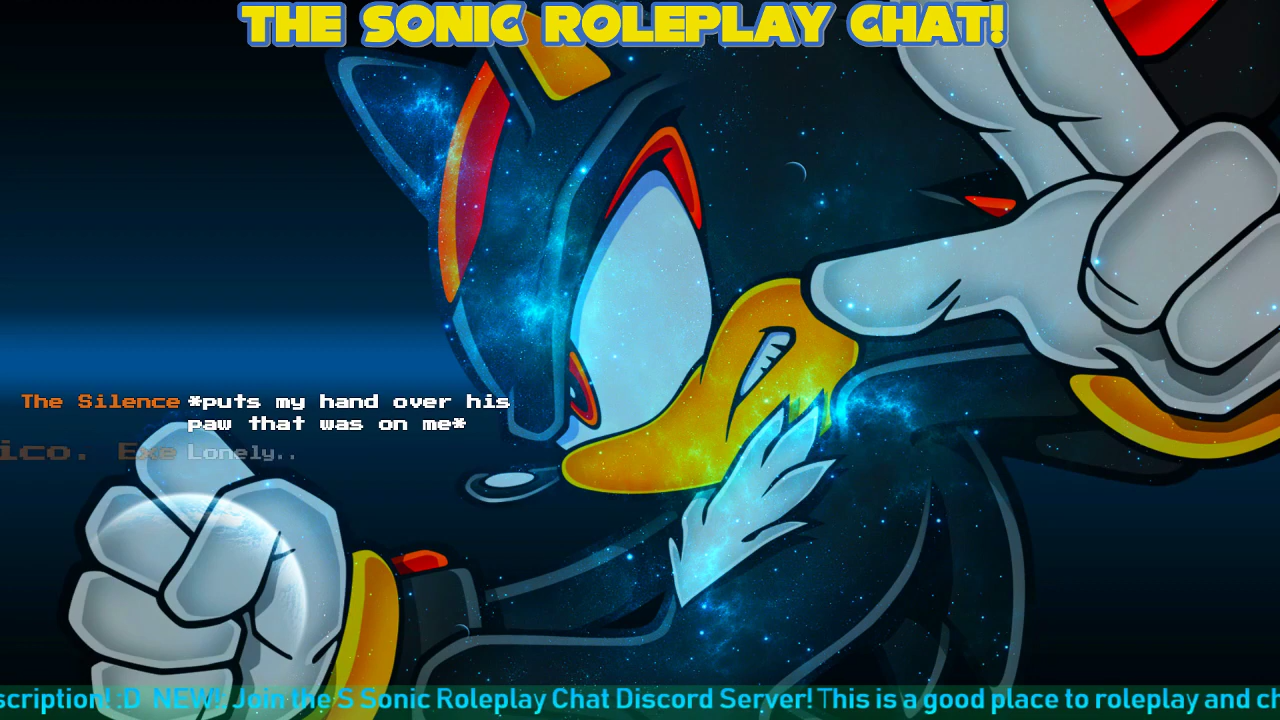 THE SONIC ROLEPLAY CHAT!
The Silence *puts my hand over his
paw that was on me*
ico. Exe Lonely..
scription! :D NEW!: Join the S Sonic Roleplay Chat Discord Server! This is a good place to roleplay and ch